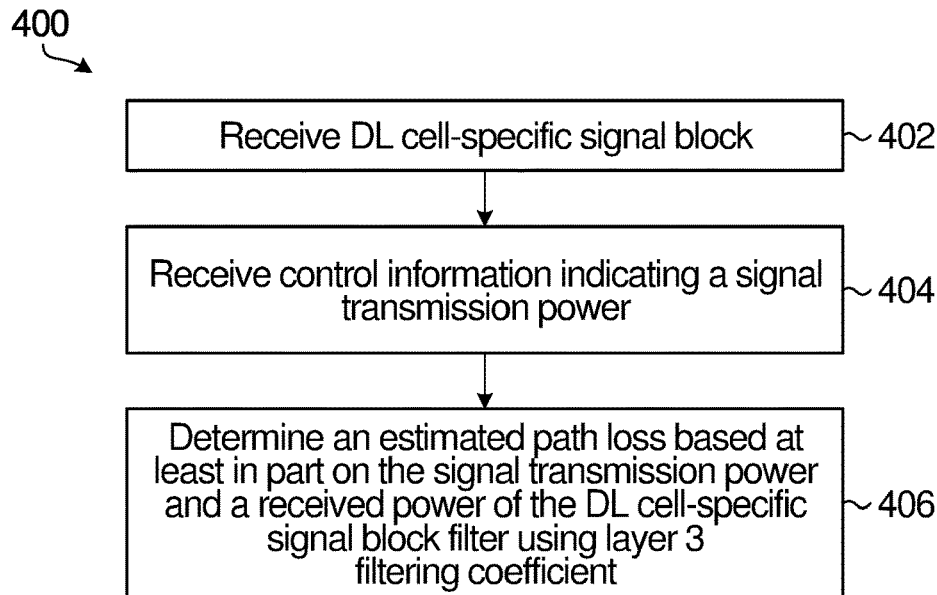 400
Receive DL cell-specific signal block
402
Receive control information indicating a signal
transmission power
404
Determine an estimated path loss based at
least in part on the signal transmission power
and a received power of the DL cell-specific
signal block filter using layer 3
filtering coefficient
406